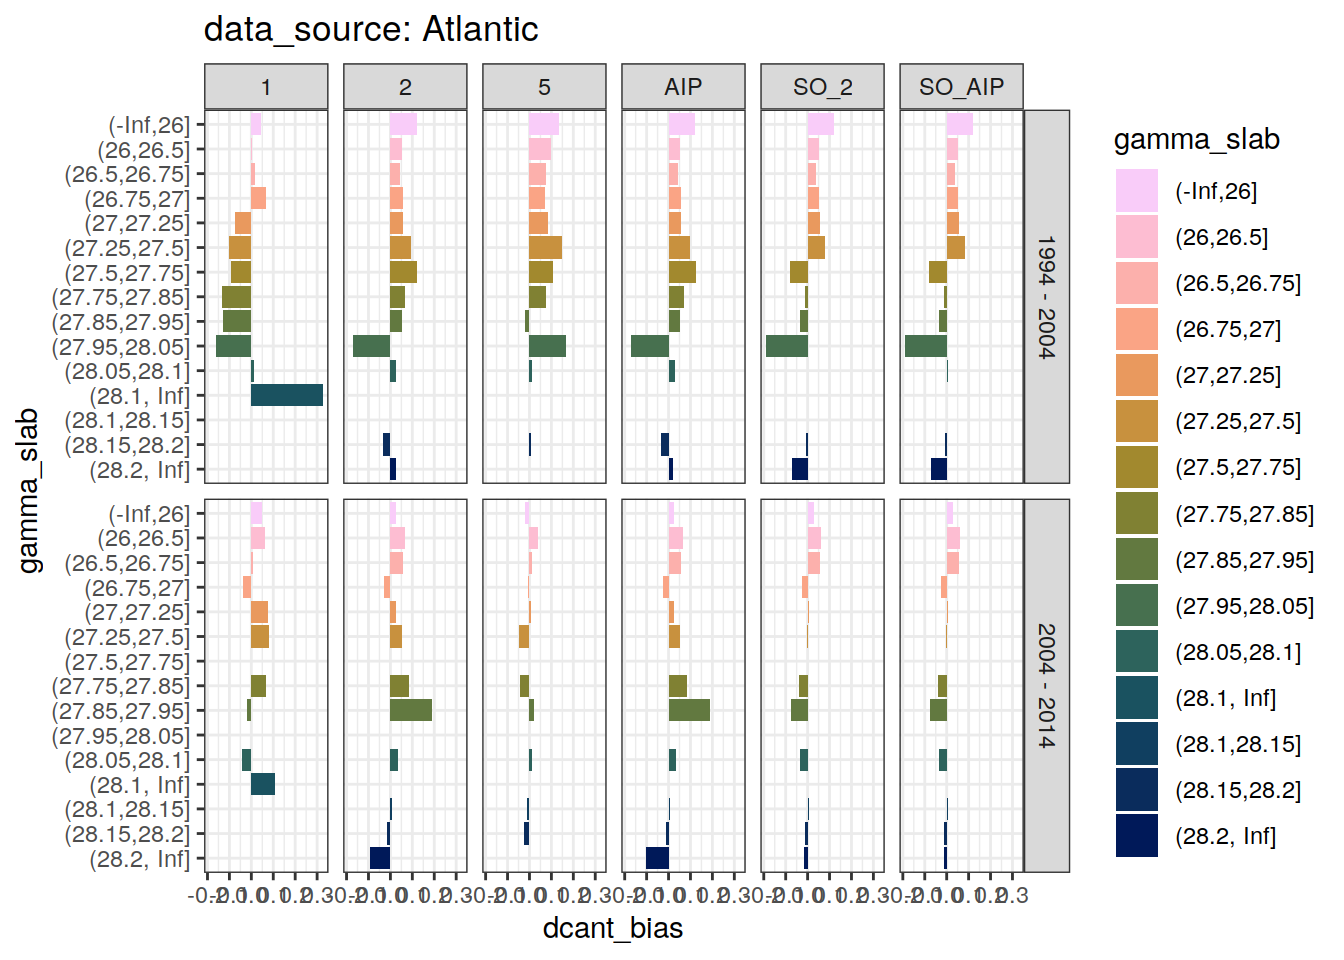 data_source: Atlantic
1 2 5 AIP SO_2 SO_AIP
gamma_slab
(-Inf,26]
(26,26.5]
(26.5,26.75]
(26.75,27]
(27,27.25]
(27.25,27.5]
(27.5,27.75]
(27.75,27.85]
(27.85,27.95]
(27.95,28.05]
(28.05,28.1]
(28.1, Inf]
(28.1,28.15]
(28.15,28.2]
(28.2, Inf]
1994 - 2004
(-Inf,26]
(26,26.5]
(26.5,26.75]
(26.75,27]
(27,27.25]
(27.25,27.5]
(27.5,27.75]
(27.75,27.85]
(27.85,27.95]
(27.95,28.05]
(28.05,28.1]
(28.1, Inf]
(28.1,28.15]
(28.15,28.2]
(28.2, Inf]
2004 - 2014
dcant_bias
gamma_slab
(-Inf,26]
(26,26.5]
(26.5,26.75]
(26.75,27]
(27,27.25]
(27.25,27.5]
(27.5,27.75]
(27.75,27.85]
(27.85,27.95]
(27.95,28.05]
(28.05,28.1]
(28.1, Inf]
(28.1,28.15]
(28.15,28.2]
(28.2, Inf]